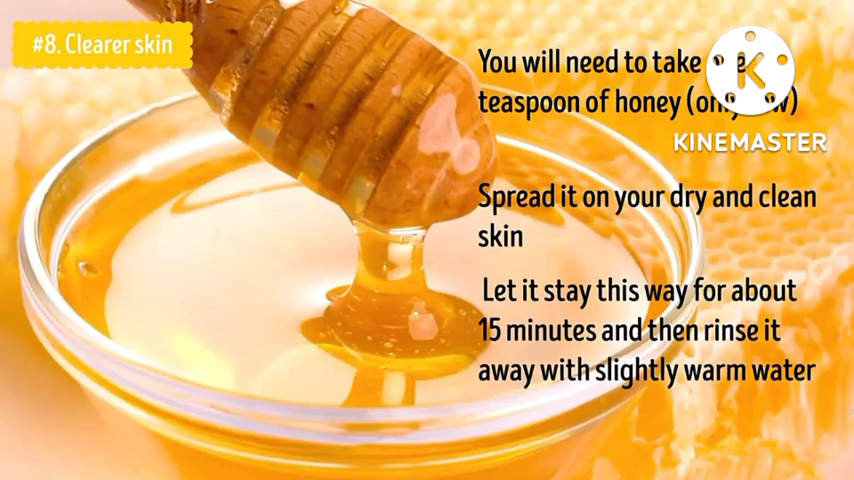 #8. Clearer skin
You will need to take
teaspoon of honey
KINEMASTER
Spread it on your dry and clean
skin
Let it stay this way for about
15 minutes and then rinse it
away with slightly warm water